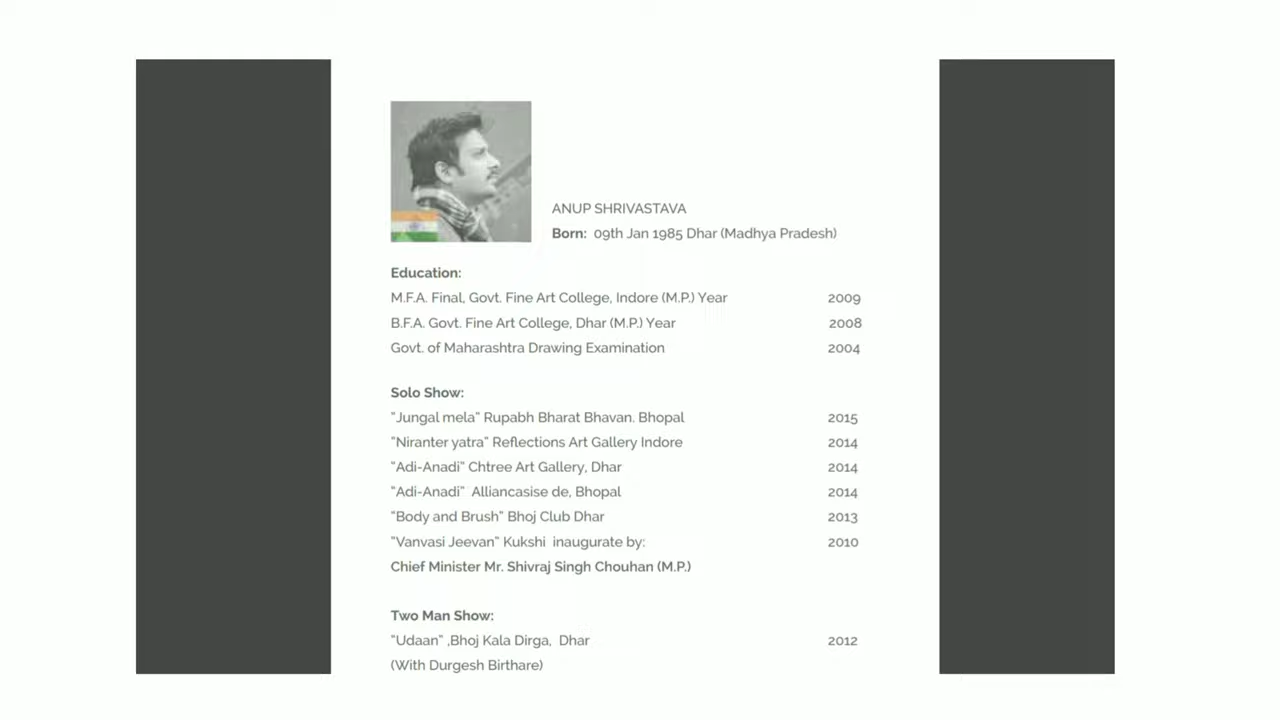 ANUP SHRIVASTAVA
Born: 09th Jan 1985 Dhar (Madhya Pradesh)
Education:
M.F.A. Final, Govt. Fine Art College, Indore (M.P.) Year 2009
B.F.A. Govt. Fine Art College, Dhar (M.P.) Year 2008
Govt. of Maharashtra Drawing Examination 2004
Solo Show:
"Jungal mela" Rupabh Bharat Bhavan. Bhopal 2015
"Niranter yatra" Reflections Art Gallery Indore 2014
"Adi-Anadi" Chtree Art Gallery, Dhar 2014
"Adi-Anadi" Alliancasise de, Bhopal 2014
"Body and Brush" Bhoj Club Dhar 2013
"Vanvasi Jeevan" Kukshi inaugurate by: 2010
Chief Minister Mr. Shivraj Singh Chouhan (M.P.)
Two Man Show:
"Udaan" ,Bhoj Kala Dirga, Dhar 2012
(With Durgesh Birthare)